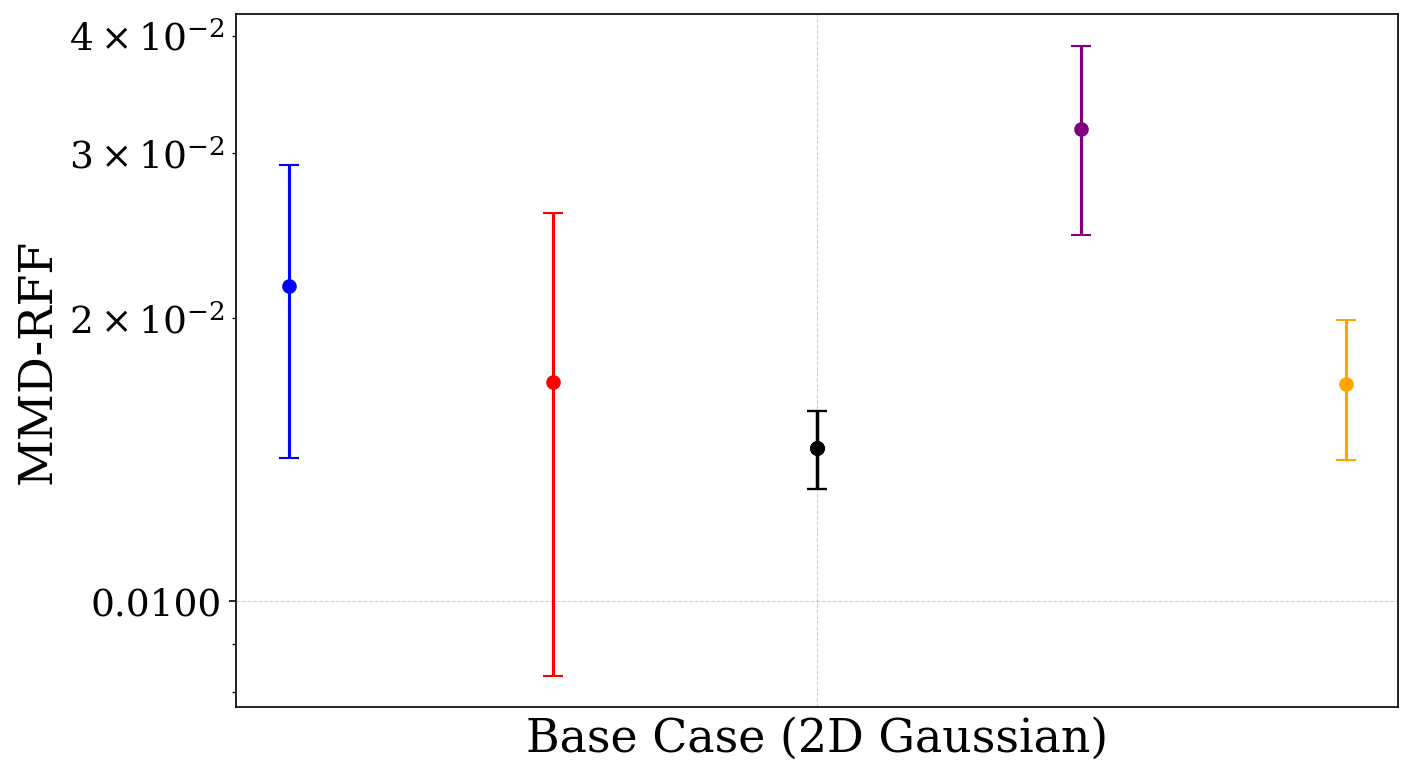 4 × 10⁻²
3 × 10⁻²
2 × 10⁻²
0.0100
MMD-RFF
Base Case (2D Gaussian)